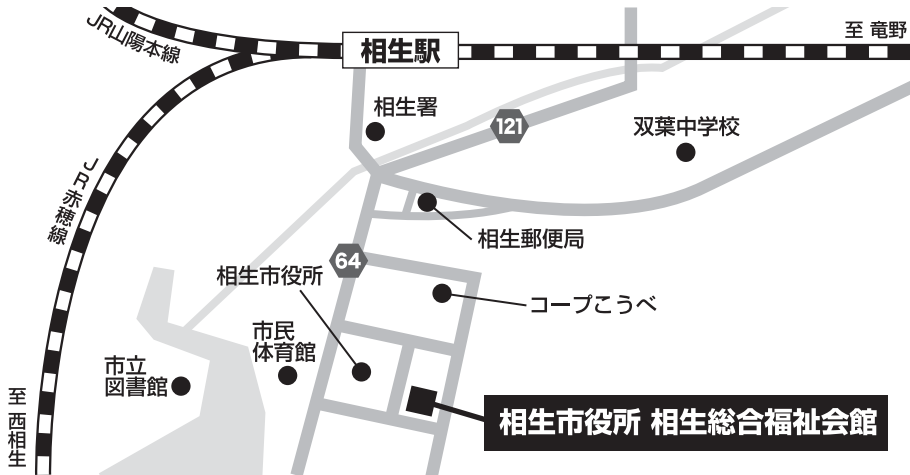 JR山陽本線
相生駅
至 竜野
相生署
121
双葉中学校
JR赤穂線
相生郵便局
64
相生市役所
コープこうべ
市民
体育館
市立
図書館
至 西相生
相生市役所 相生総合福祉会館